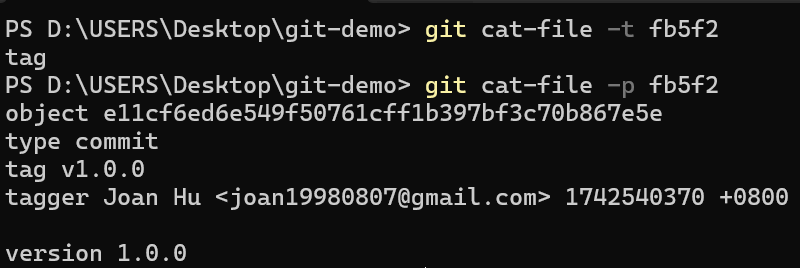 PS D:\USERS\Desktop\git-demo> git cat-file -t fb5f2
tag
PS D:\USERS\Desktop\git-demo> git cat-file -p fb5f2
object e11cf6ed6e549f50761cff1b397bf3c70b867e5e
type commit
tag v1.0.0
tagger Joan Hu <joan19980807@gmail.com> 1742540370 +0800
version 1.0.0